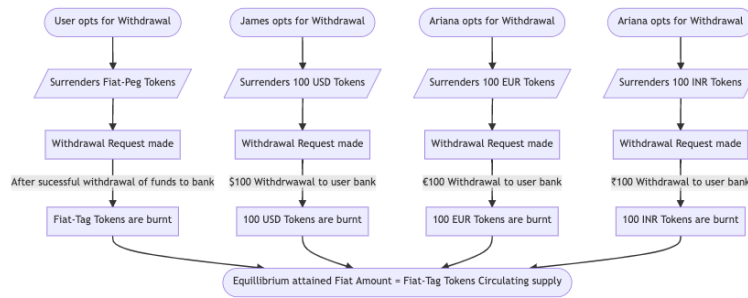 User opts for Withdrawal
James opts for Withdrawal
Ariana opts for Withdrawal
Ariana opts for Withdrawal
Surrenders Fiat-Peg Tokens
Surrenders 100 USD Tokens
Surrenders 100 EUR Tokens
Surrenders 100 INR Tokens
Withdrawal Request made
Withdrawal Request made
Withdrawal Request made
Withdrawal Request made
After sucessful withdrawal of funds to bank
$100 Withdrwawal to user bank
€100 Withdrawal to user bank
₹100 Withdrawal to user bank
Fiat-Tag Tokens are burnt
100 USD Tokens are burnt
100 EUR Tokens are burnt
100 INR Tokens are burnt
Equillibrium attained Fiat Amount = Fiat-Tag Tokens Circulating supply